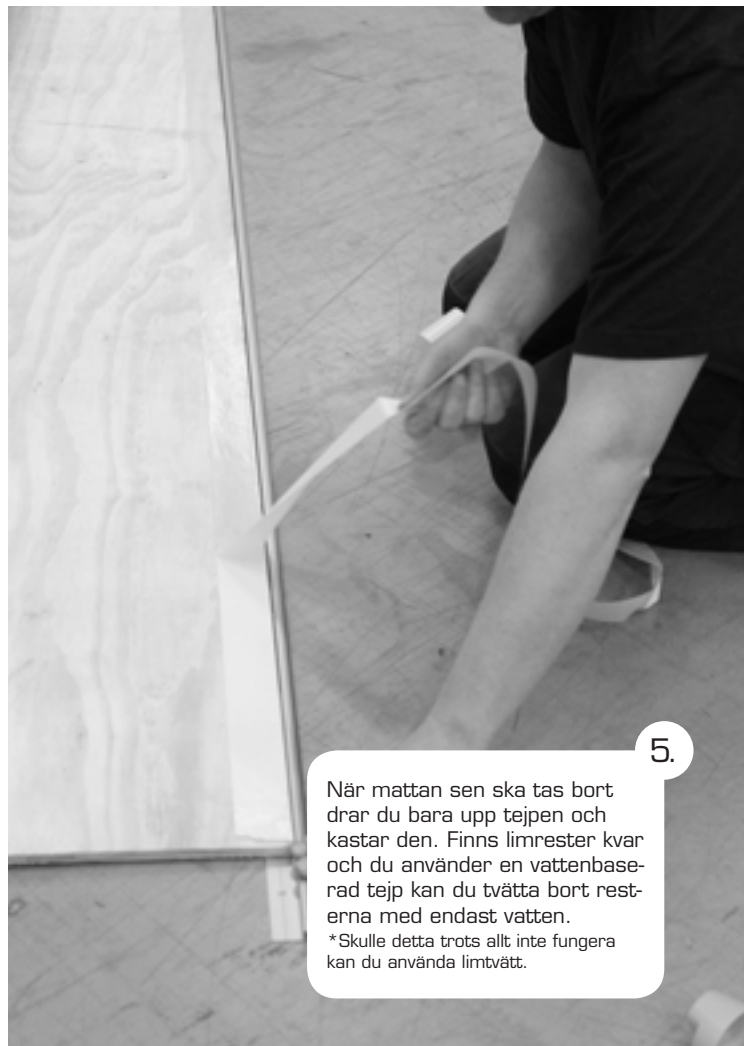 5.
När mattan sen ska tas bort
drar du bara upp tejpen och
kastar den. Finns limrester kvar
och du använder en vattenbase-
rad tejp kan du tvätta bort rest-
erna med endast vatten.
*Skulle detta trots allt inte fungera
kan du använda limtvätt.